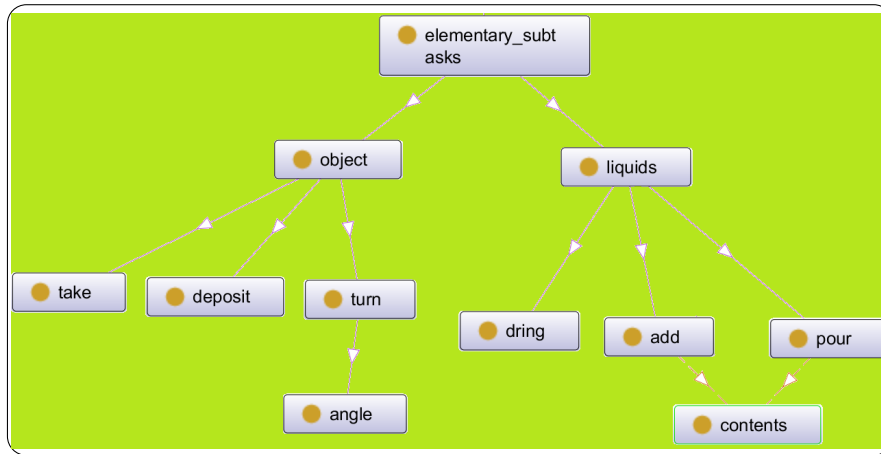 elementary_subt
asks
object
liquids
take
deposit
turn
dring
add
pour
angle
contents